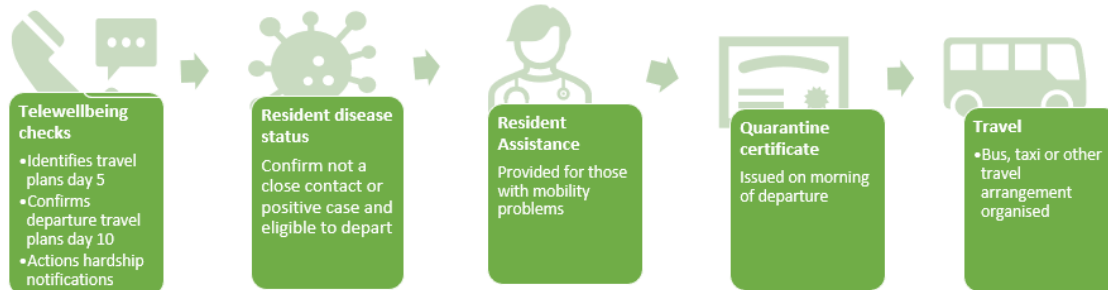 Telewellbeing
checks
•Identifies travel
plans day 5
•Confirms
departure travel
plans day 10
•Actions hardship
notifications
Resident disease
status
Confirm not a
close contact or
positive case and
eligible to depart
Resident
Assistance
Provided for those
with mobility
problems
Quarantine
certificate
Issued on morning
of departure
Travel
•Bus, taxi or other
travel
arrangement
organised